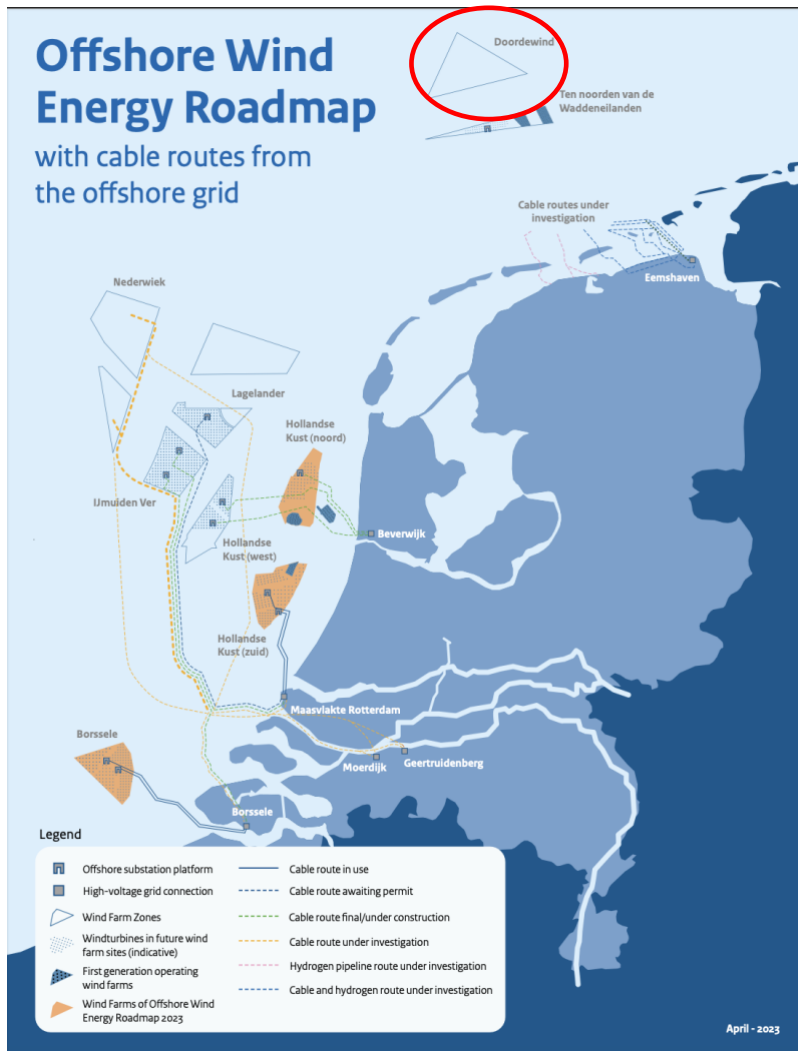 Offshore Wind
Energy Roadmap
with cable routes from
the offshore grid
Doordewind
Ten noorden van de
Waddeneilanden
Cable routes under
investigation
Eemshaven
Nederwiek
Lagelander
Hollandse
Kust (noord)
IJmuiden Ver
Beverwijk
Hollandse
Kust (west)
Hollandse
Kust (zuid)
Maasvlakte Rotterdam
Borssele
Moerdijk
Geertruidenberg
Borssele
Legend
Offshore substation platform
High-voltage grid connection
Wind Farm Zones
Windturbines in future wind
farm sites (indicative)
First generation operating
wind farms
Wind Farms of Offshore Wind
Energy Roadmap 2023
Cable route in use
Cable route awaiting permit
Cable route final/under construction
Cable route under investigation
Hydrogen pipeline route under investigation
Cable and hydrogen route under investigation
April - 2023